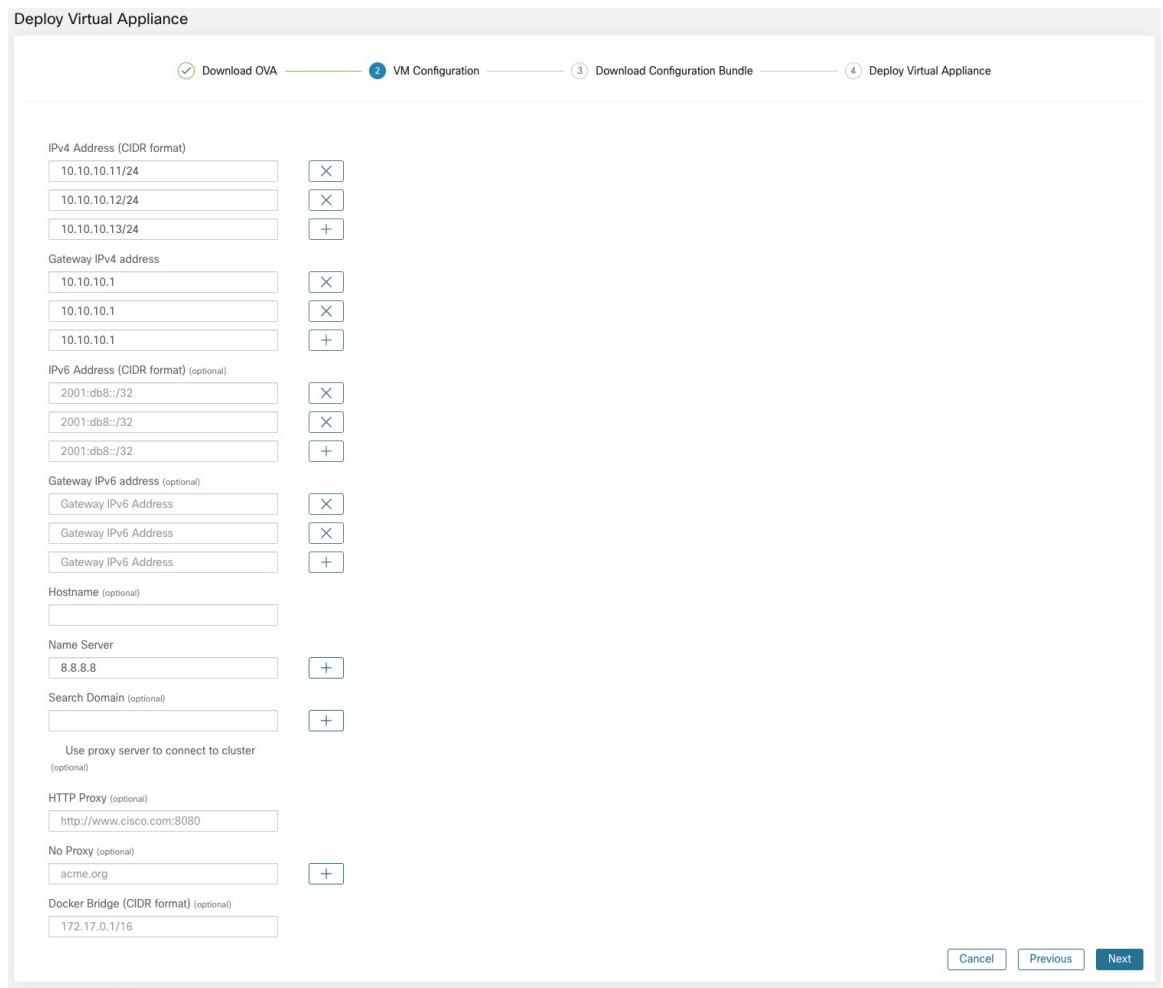 Deploy Virtual Appliance
Download OVA 2 VM Configuration 3 Download Configuration Bundle 4 Deploy Virtual Appliance
IPv4 Address (CIDR format)
10.10.10.11/24
10.10.10.12/24
10.10.10.13/24
Gateway IPv4 address
10.10.10.1
10.10.10.1
10.10.10.1
IPv6 Address (CIDR format) (optional)
2001:db8::/32
2001:db8::/32
2001:db8::/32
Gateway IPv6 address (optional)
Gateway IPv6 Address
Gateway IPv6 Address
Gateway IPv6 Address
Hostname (optional)
Name Server
8.8.8.8
Search Domain (optional)
Use proxy server to connect to cluster
(optional)
HTTP Proxy (optional)
http://www.cisco.com:8080
No Proxy (optional)
acme.org
Docker Bridge (CIDR format) (optional)
172.17.0.1/16
Cancel Previous Next